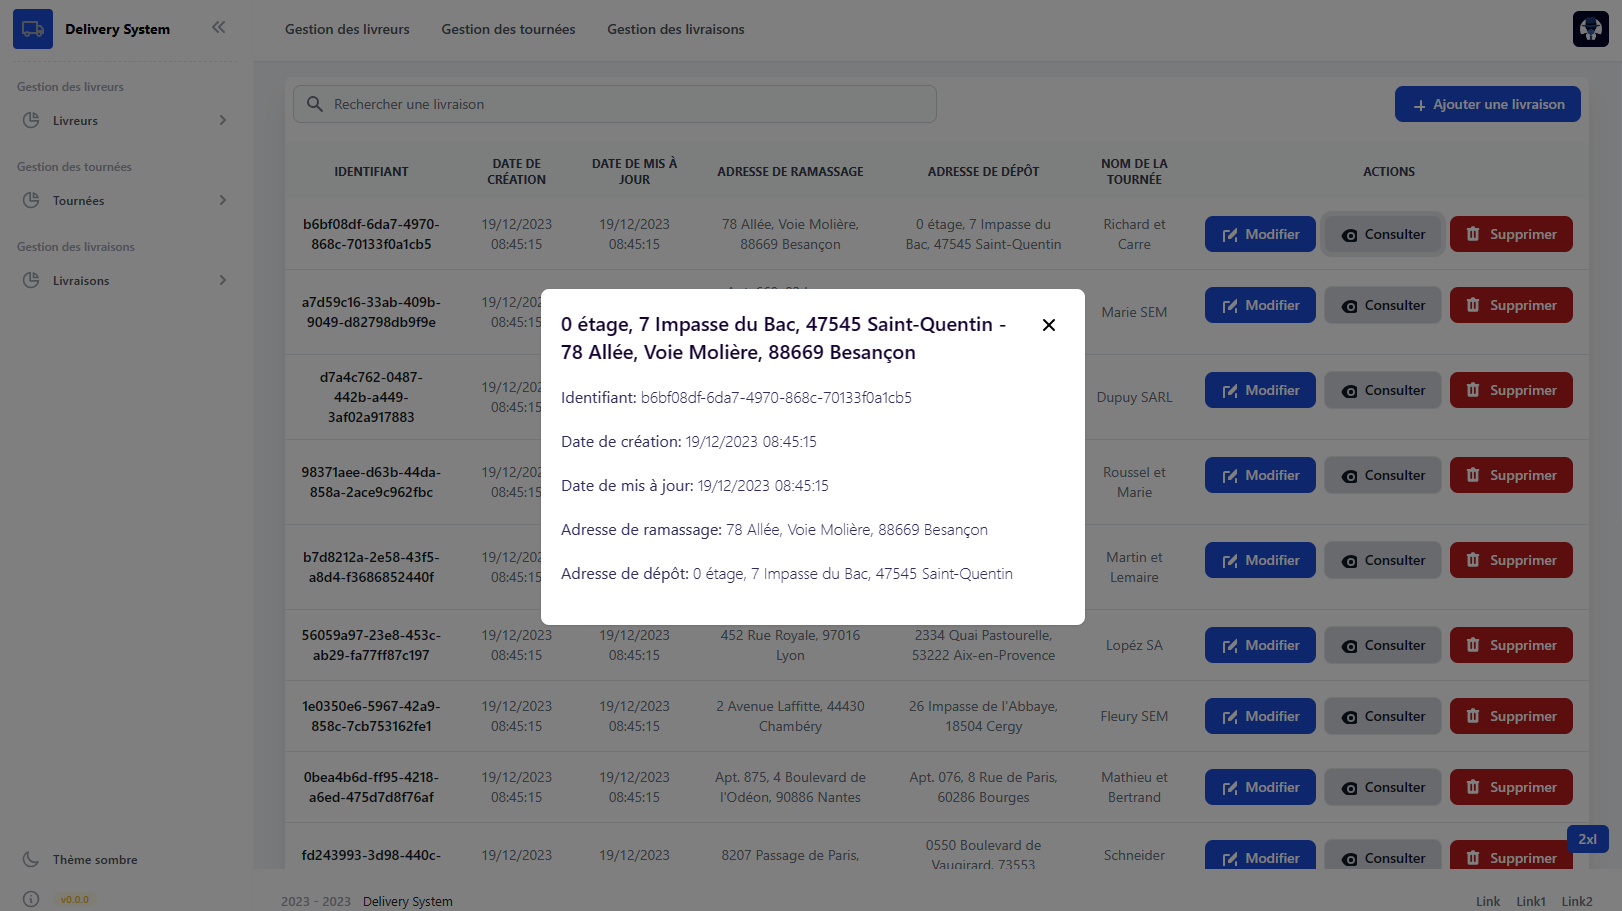 Delivery System
Gestion des livreurs
Gestion des tournées
Gestion des livraisons
Gestion des livreurs
Livreurs
Gestion des tournées
Tournées
Gestion des livraisons
Livraisons
Thème sombre
v0.0.0
Rechercher une livraison
Ajouter une livraison
IDENTIFIANT
DATE DE
CRÉATION
DATE DE MIS À
JOUR
ADRESSE DE RAMASSAGE
ADRESSE DE DÉPÔT
NOM DE LA
TOURNÉE
ACTIONS
b6bf08df-6da7-4970-
868c-70133f0a1cb5
19/12/2023
08:45:15
19/12/2023
08:45:15
78 Allée, Voie Molière,
88669 Besançon
0 étage, 7 Impasse du
Bac, 47545 Saint-Quentin
Richard et
Carre
Modifier
Consulter
Supprimer
a7d59c16-33ab-409b-
9049-d82798db9f9e
19/12/202
08:45:15
Marie SEM
Modifier
Consulter
Supprimer
d7a4c762-0487-
442b-a449-
3af02a917883
19/12/202
08:45:15
Dupuy SARL
Modifier
Consulter
Supprimer
98371aee-d63b-44da-
858a-2ace9c962fbc
19/12/202
08:45:15
Roussel et
Marie
Modifier
Consulter
Supprimer
b7d8212a-2e58-43f5-
a8d4-f3686852440f
19/12/202
08:45:15
Martin et
Lemaire
Modifier
Consulter
Supprimer
56059a97-23e8-453c-
ab29-fa77ff87c197
19/12/2023
08:45:15
19/12/2023
08:45:15
452 Rue Royale, 97016
Lyon
2334 Quai Pastourelle,
53222 Aix-en-Provence
Lopéz SA
Modifier
Consulter
Supprimer
1e0350e6-5967-42a9-
858c-7cb753162fe1
19/12/2023
08:45:15
19/12/2023
08:45:15
2 Avenue Laffitte, 44430
Chambéry
26 Impasse de l'Abbaye,
18504 Cergy
Fleury SEM
Modifier
Consulter
Supprimer
0bea4b6d-ff95-4218-
a6ed-475d7d8f76af
19/12/2023
08:45:15
19/12/2023
08:45:15
Apt. 875, 4 Boulevard de
l'Odéon, 90886 Nantes
Apt. 076, 8 Rue de Paris,
60286 Bourges
Mathieu et
Bertrand
Modifier
Consulter
Supprimer
fd243993-3d98-440c-
19/12/2023
19/12/2023
8207 Passage de Paris,
0550 Boulevard de
Vaugirard, 73553
Schneider
Modifier
Consulter
Supprimer
0 étage, 7 Impasse du Bac, 47545 Saint-Quentin -
78 Allée, Voie Molière, 88669 Besançon
Identifiant: b6bf08df-6da7-4970-868c-70133f0a1cb5
Date de création: 19/12/2023 08:45:15
Date de mis à jour: 19/12/2023 08:45:15
Adresse de ramassage: 78 Allée, Voie Molière, 88669 Besançon
Adresse de dépôt: 0 étage, 7 Impasse du Bac, 47545 Saint-Quentin
2xl
2023 - 2023 Delivery System
Link
Link1
Link2